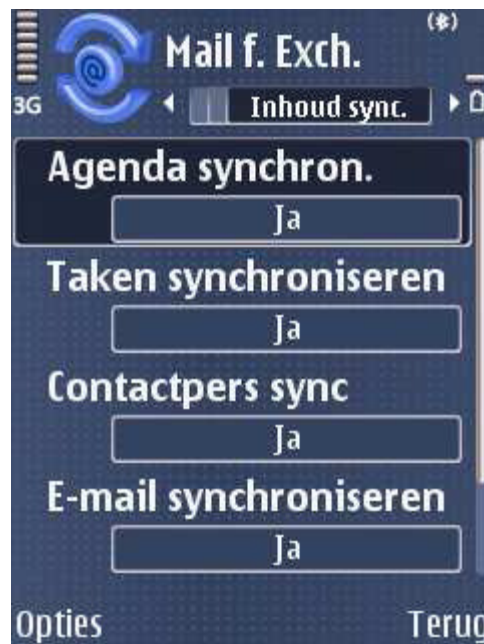 Mail f. Exch.
3G
Inhoud sync.
Agenda synchron.
Ja
Taken synchroniseren
Ja
Contactpers sync
Ja
E-mail synchroniseren
Ja
Opties Terug